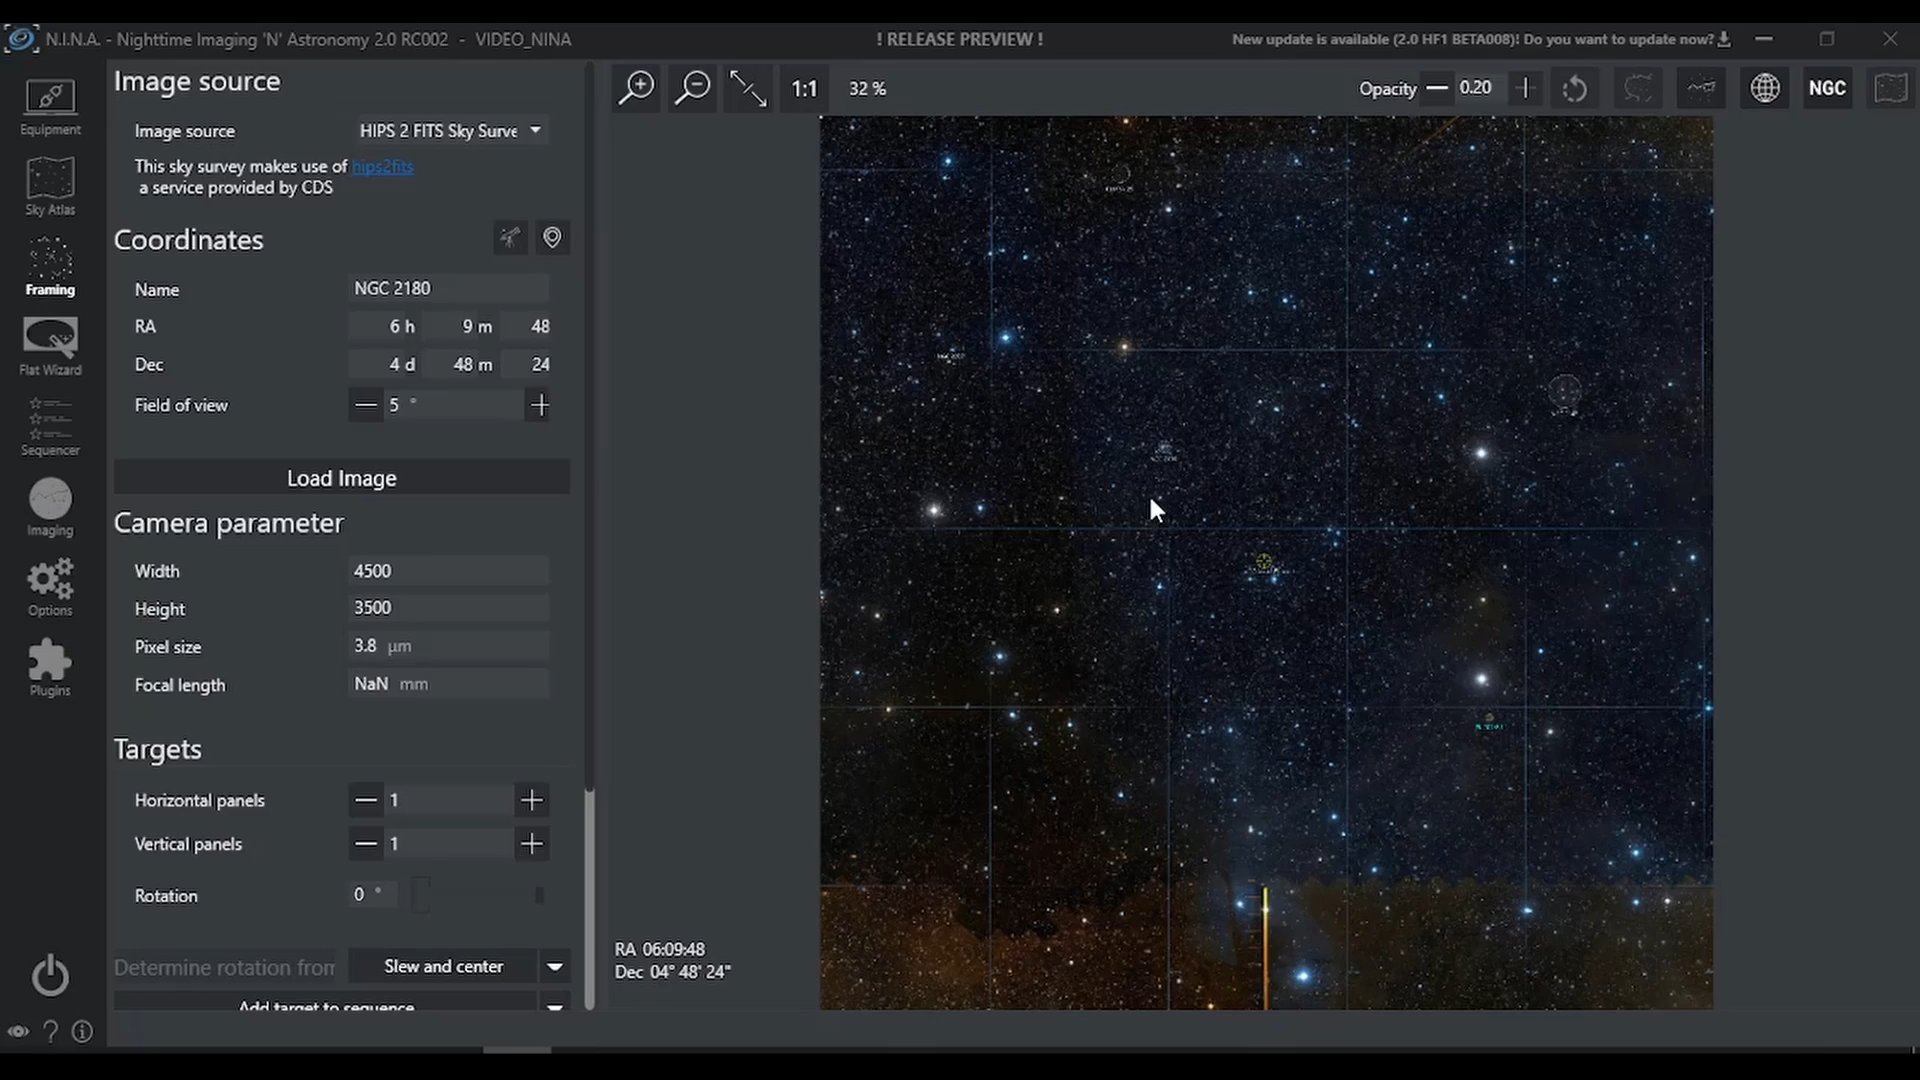 N.I.N.A. - Nighttime Imaging 'N' Astronomy 2.0 RC002 - VIDEO_NINA
! RELEASE PREVIEW !
New update is available (2.0 HF1 BETA008)! Do you want to update now?
Equipment
Sky Atlas
Framing
Flat Wizard
Sequencer
Imaging
Options
Plugins
Image source
Image source
HIPS 2 FITS Sky Surve
This sky survey makes use of hips2fits
a service provided by CDS
Coordinates
Name NGC 2180
RA 6 h 9 m 48
Dec 4 d 48 m 24
Field of view 5 °
Load Image
Camera parameter
Width 4500
Height 3500
Pixel size 3.8 μm
Focal length NaN mm
Targets
Horizontal panels 1
Vertical panels 1
Rotation 0 °
Determine rotation from
Slew and center
Add target to sequence
1:1
32 %
Opacity 0.20
NGC
RA 06:09:48
Dec 04° 48' 24"